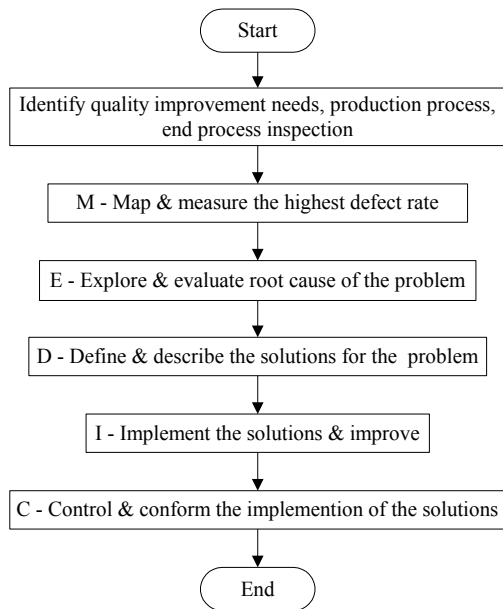 Start
Identify quality improvement needs, production process,
end process inspection
M - Map & measure the highest defect rate
E - Explore & evaluate root cause of the problem
D - Define & describe the solutions for the problem
I - Implement the solutions & improve
C - Control & conform the implemention of the solutions
End